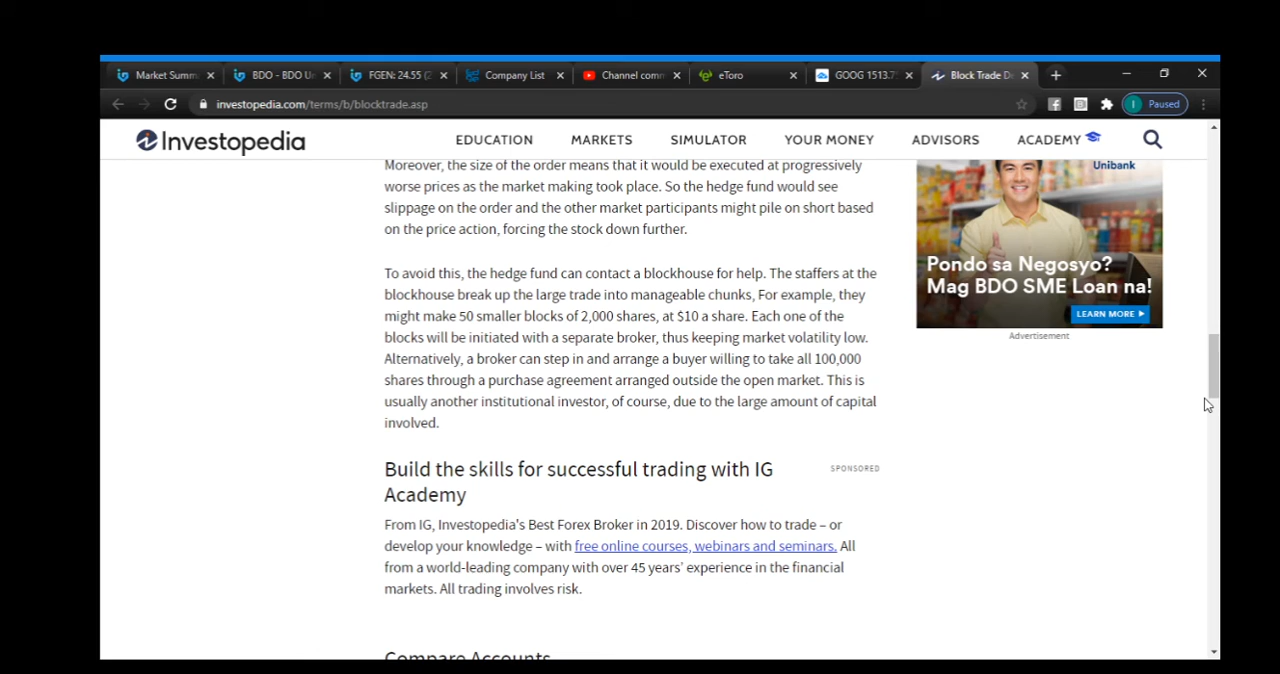 Market Summ
BDO - BDO U
FGEN: 24.55 (2
Company List
Channel com
eToro
GOOG 1513.7
Block Trade D
investopedia.com/terms/b/blocktrade.asp
I Paused
Investopedia
EDUCATION MARKETS SIMULATOR YOUR MONEY ADVISORS ACADEMY
Moreover, the size of the order means that it would be executed at progressively
worse prices as the market making took place. So the hedge fund would see
slippage on the order and the other market participants might pile on short based
on the price action, forcing the stock down further.
To avoid this, the hedge fund can contact a blockhouse for help. The staffers at the
blockhouse break up the large trade into manageable chunks, For example, they
might make 50 smaller blocks of 2,000 shares, at $10 a share. Each one of the
blocks will be initiated with a separate broker, thus keeping market volatility low.
Alternatively, a broker can step in and arrange a buyer willing to take all 100,000
shares through a purchase agreement arranged outside the open market. This is
usually another institutional investor, of course, due to the large amount of capital
involved.
Unibank
Pondo sa Negosyo?
Mag BDO SME Loan na!
LEARN MORE
Advertisement
Build the skills for successful trading with IG
Academy
SPONSORED
From IG, Investopedia's Best Forex Broker in 2019. Discover how to trade – or
develop your knowledge – with free online courses, webinars and seminars. All
from a world-leading company with over 45 years' experience in the financial
markets. All trading involves risk.
Compare Accounts